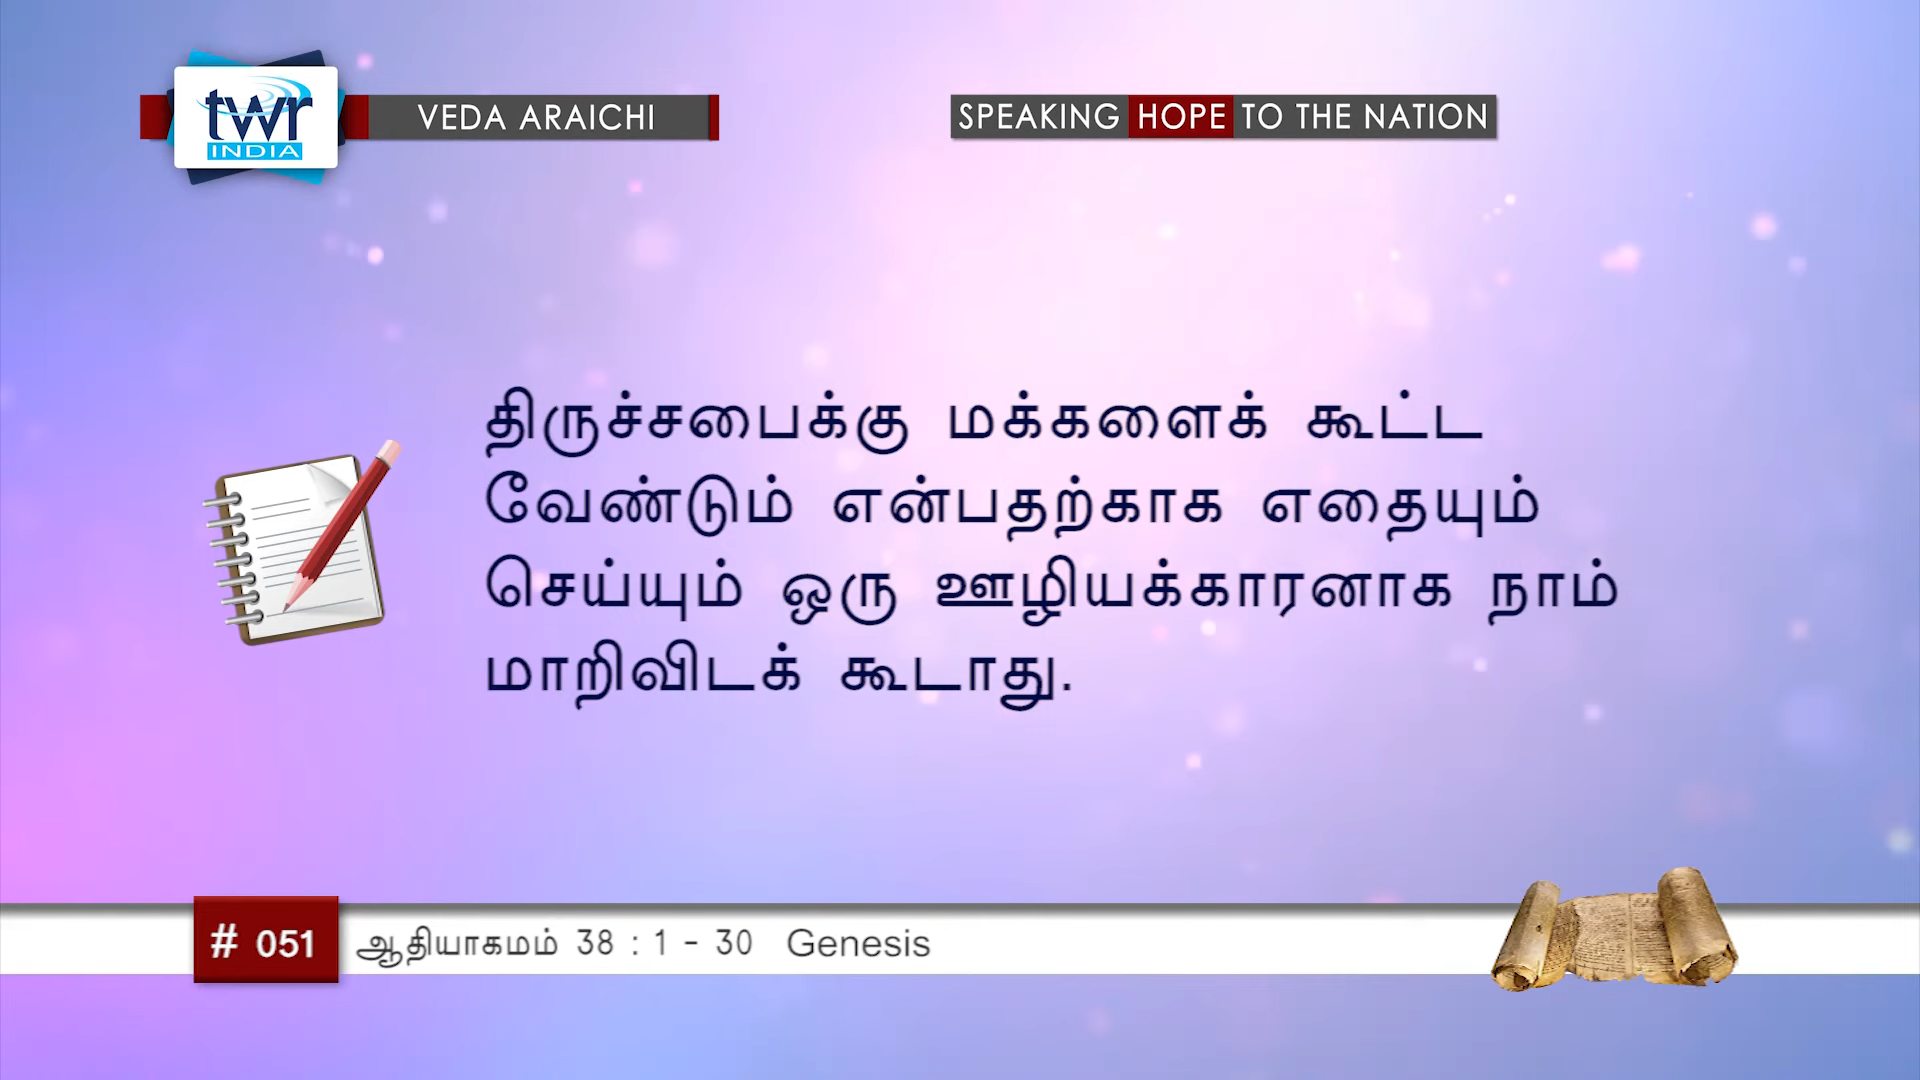 twr
INDIA
VEDA ARAICHI
SPEAKING HOPE TO THE NATION
திருச்சபைக்கு மக்களைக் கூட்ட
வேண்டும் என்பதற்காக எதையும்
செய்யும் ஒரு ஊழியக்காரனாக நாம்
மாறிவிடக் கூடாது.
# 051 ஆதியாகமம் 38 : 1 - 30 Genesis